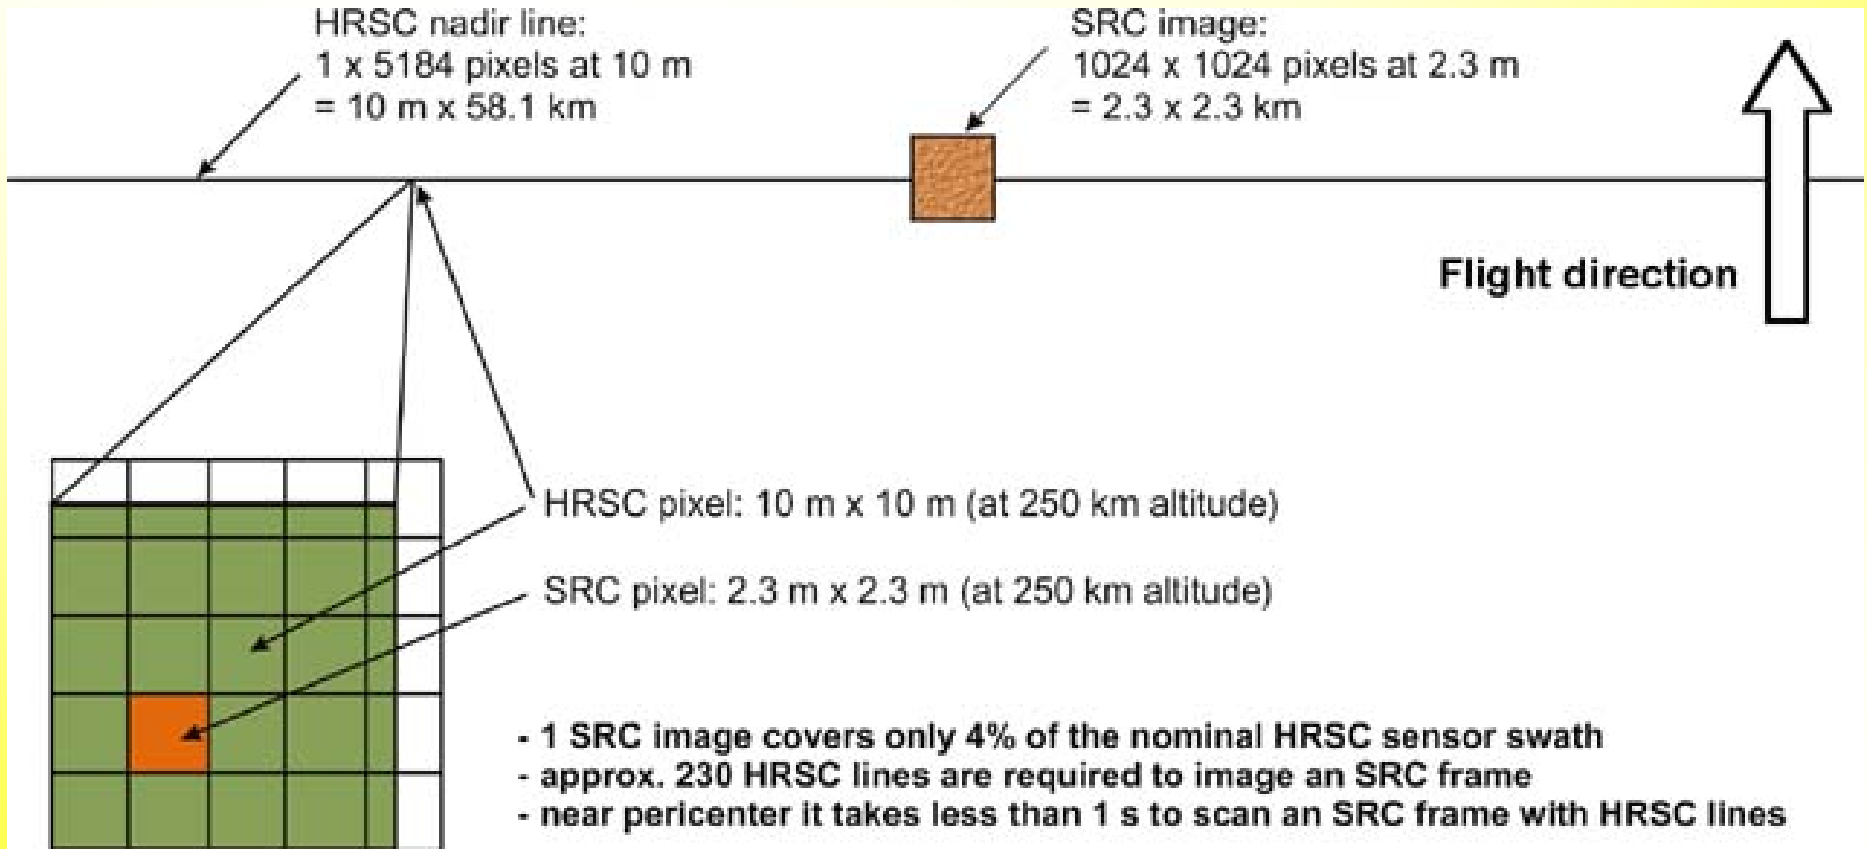 HRSC nadir line:
1 x 5184 pixels at 10 m
= 10 m x 58.1 km
SRC image:
1024 x 1024 pixels at 2.3 m
= 2.3 x 2.3 km
Flight direction
HRSC pixel: 10 m x 10 m (at 250 km altitude)
SRC pixel: 2.3 m x 2.3 m (at 250 km altitude)
- 1 SRC image covers only 4% of the nominal HRSC sensor swath
- approx. 230 HRSC lines are required to image an SRC frame
- near pericenter it takes less than 1 s to scan an SRC frame with HRSC lines